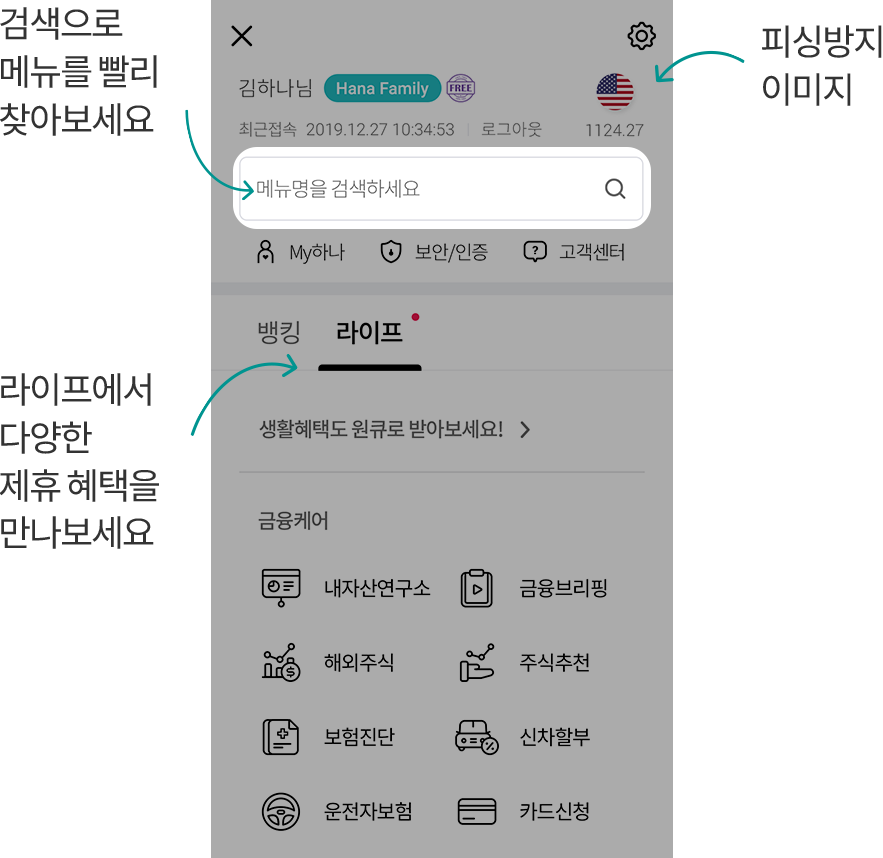 검색으로
메뉴를 빨리
찾아보세요
피싱방지
이미지
김하나님 Hana Family FREE
최근접속 2019.12.27 10:34:53 로그아웃 1124.27
메뉴명을 검색하세요
My하나 보안/인증 ? 고객센터
뱅킹 라이프
라이프에서
다양한
제휴 혜택을
만나보세요
생활혜택도 원큐로 받아보세요!
금융케어
내자산연구소 금융브리핑
해외주식 주식추천
보험진단 신차할부
운전자보험 카드신청